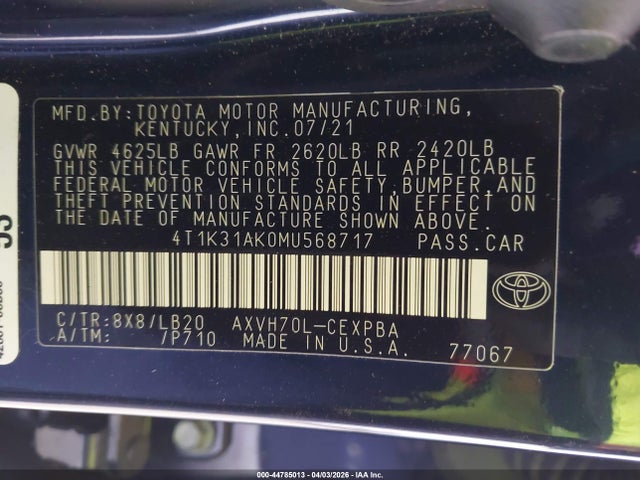 MFD.BY:TOYOTA MOTOR MANUFACTURING,
KENTUCKY,INC.07/21
GVWR 4625LB GAWR FR 2620LB RR 2420LB
THIS VEHICLE CONFORMS TO ALL APPLICABLE
FEDERAL MOTOR VEHICLE SAFETY,BUMPER,AND
THEFT PREVENTION STANDARDS IN EFFECT ON
THE DATE OF MANUFACTURE SHOWN ABOVE.
4T1K31AK0MU568717 PASS.CAR
C/TR:8X8/LB20 AXVH70L-CEXPBA
A/TM: /P710 MADE IN U.S.A. 77067
000-44785013 - 04/03/2026 - IAA Inc.